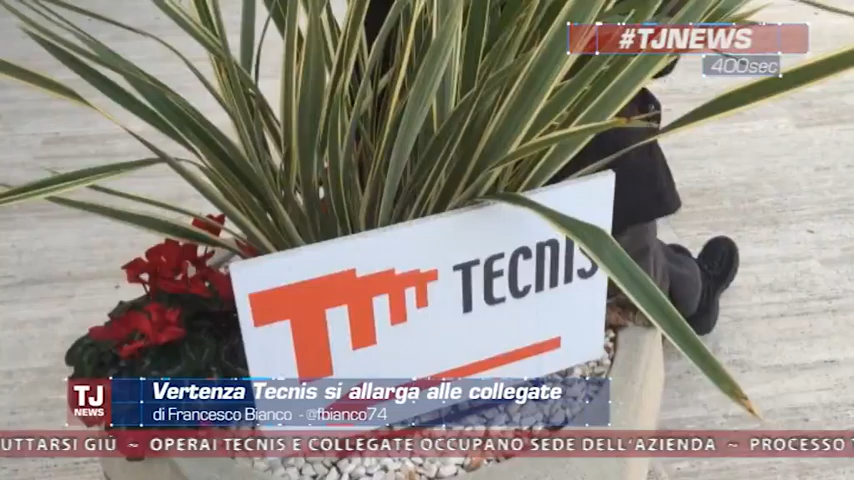 #TJNEWS
400sec
TECNIS
TJ
NEWS
Vertenza Tecnis si allarga alle collegate
di Francesco Bianco - @fbianco74
UTTARSI GIÙ ~ OPERAI TECNIS E COLLEGATE OCCUPANO SEDE DELL'AZIENDA ~ PROCESSO T